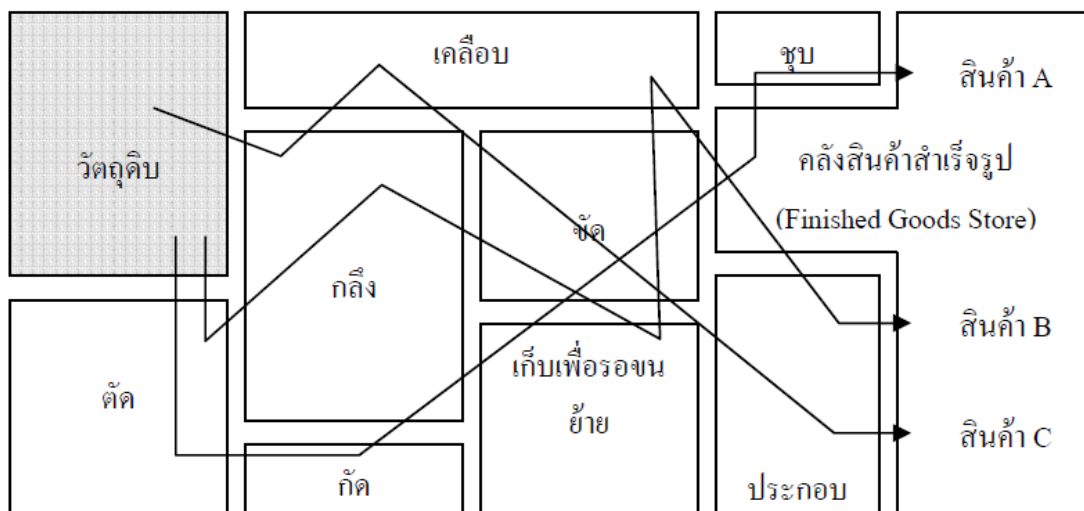 เคลือบ
ชุบ
สินค้า A
วัตถุดิบ
คลังสินค้าสำเร็จรูป
(Finished Goods Store)
ขัด
กลึง
สินค้า B
เก็บเพื่อรอขน
ย้าย
ตัด
สินค้า C
กัด
ประกอบ